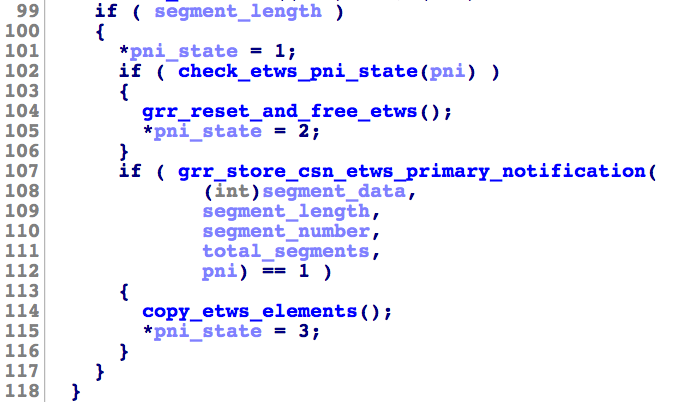 99 if ( segment_length )
100 {
101 *pni_state = 1;
102 if ( check_etws_pni_state(pni) )
103 {
104 grr_reset_and_free_etws();
105 *pni_state = 2;
106 }
107 if ( grr_store_csn_etws_primary_notification(
108 (int)segment_data,
109 segment_length,
110 segment_number,
111 total_segments,
112 pni) == 1 )
113 {
114 copy_etws_elements();
115 *pni_state = 3;
116 }
117 }
118 }